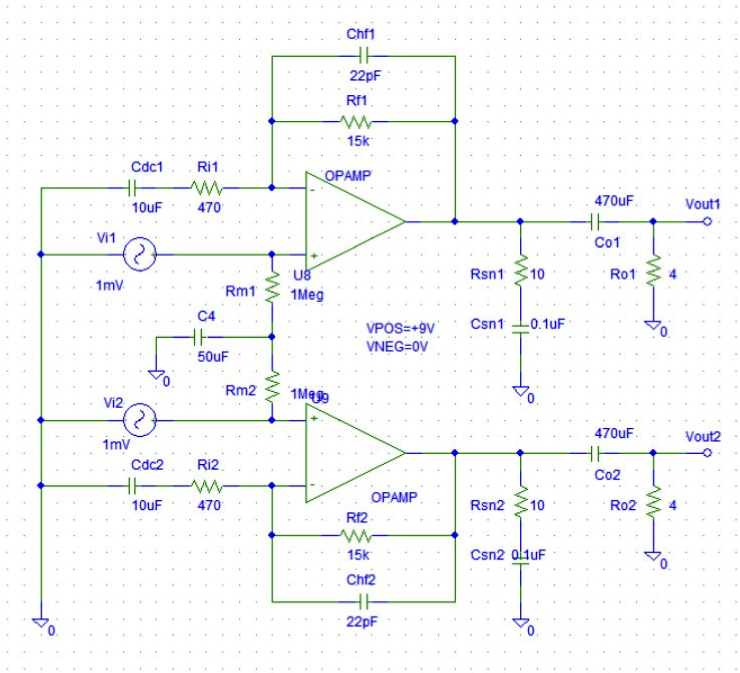 Chf1
22pF
Rf1
15k
Cdc1
Ri1
10uF
470
OPAMP
-
+
U8
470uF
Co1
Vout1
Vi1
1mV
Rm1
1Meg
Rsn1
10
Ro1
4
0
C4
50uF
0
VPOS=+9V
VNEG=0V
Csn1
0.1uF
0
Rm2
1Meg
U9
Vi2
1mV
+
-
OPAMP
470uF
Co2
Vout2
Cdc2
Ri2
10uF
470
Rsn2
10
Ro2
4
0
Rf2
15k
Csn2
0.1uF
Chf2
22pF
0
0